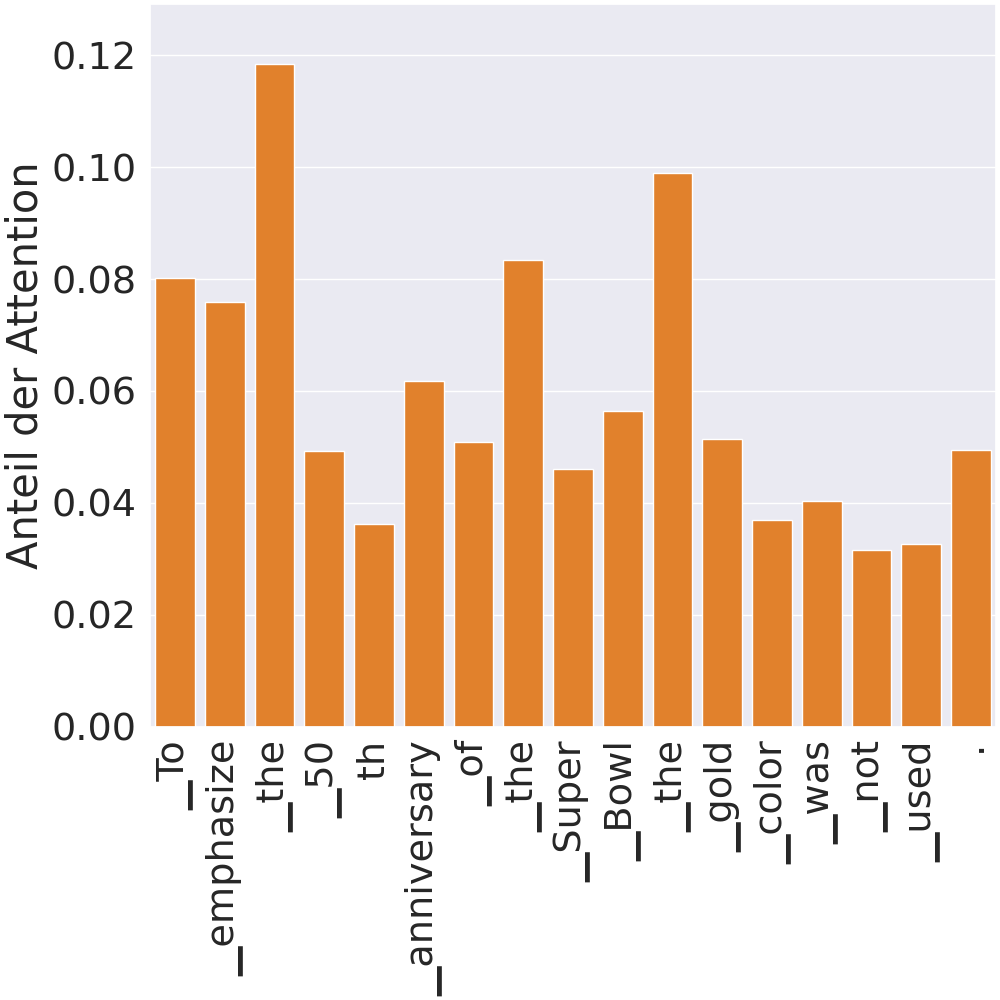 Anteil der Attention
0.12
0.10
0.08
0.06
0.04
0.02
0.00
_To
_emphasize
_the
_50
th
_anniversary
_of
_the
_Super
_Bowl
_the
_gold
_color
_was
_not
_used
.